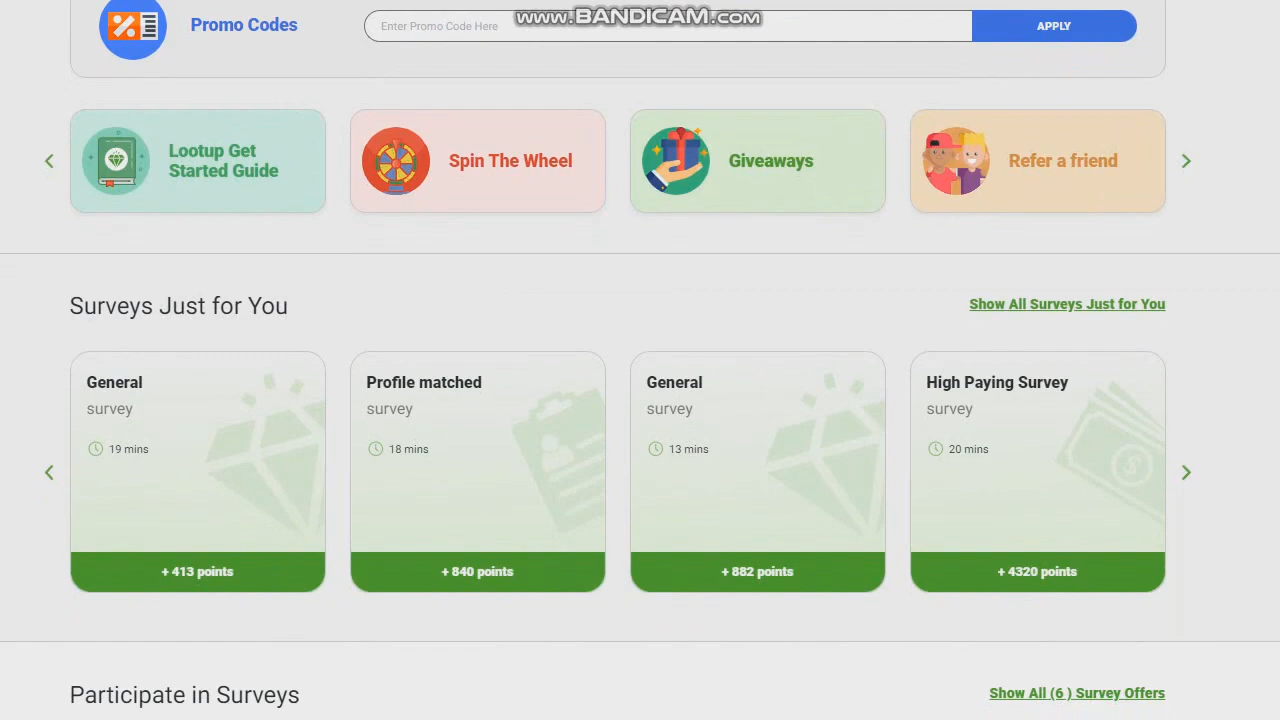 www.BANDICAM.com
Promo Codes
Enter Promo Code Here
APPLY
Lootup Get
Started Guide
Spin The Wheel
Giveaways
Refer a friend
Surveys Just for You
Show All Surveys Just for You
General
survey
19 mins
+ 413 points
Profile matched
survey
18 mins
+ 840 points
General
survey
13 mins
+ 882 points
High Paying Survey
survey
20 mins
+ 4320 points
Participate in Surveys
Show All (6 ) Survey Offers